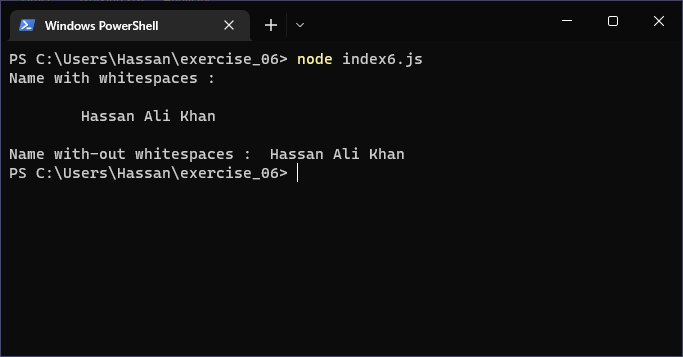 Windows PowerShell
PS C:\Users\Hassan\exercise_06> node index6.js
Name with whitespaces :
Hassan Ali Khan
Name with-out whitespaces :  Hassan Ali Khan
PS C:\Users\Hassan\exercise_06>